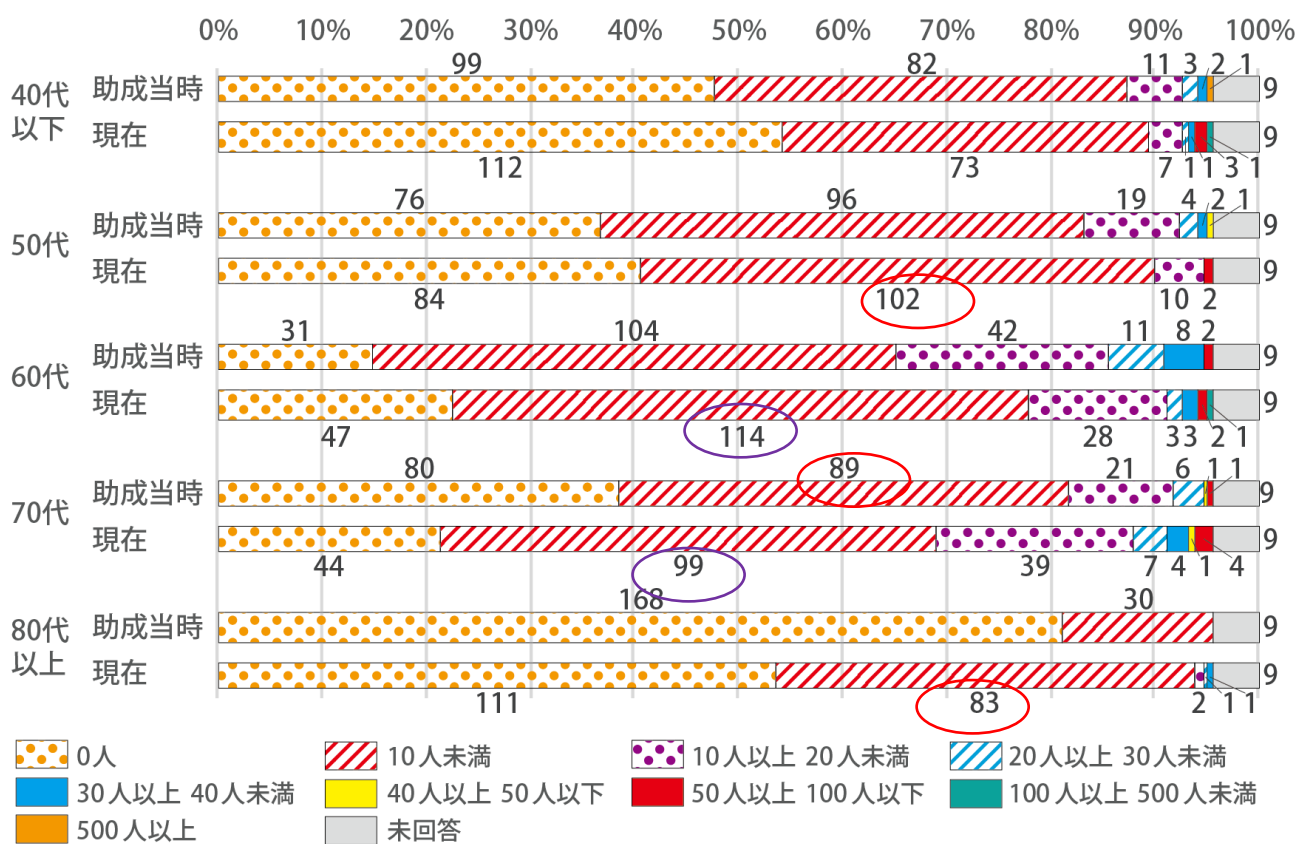 0% 10% 20% 30% 40% 50% 60% 70% 80% 90% 100%
99 82 11 3 2 1
40代以下 助成当時 9
現在 9
112 73 7 1 1 3 1
76 96 19 4 2 1
50代 助成当時 9
現在 9
84 102 10 2
31 104 42 11 8 2
60代 助成当時 9
現在 9
47 114 28 3 3 2 1
80 89 21 6 1 1
70代 助成当時 9
現在 9
44 99 39 7 4 1 4
168 30
80代以上 助成当時 9
現在 9
111 83 2 1 1
0人 10人未満 10人以上 20人未満 20人以上 30人未満
30人以上 40人未満 40人以上 50人以下 50人以上 100人以下 100人以上 500人未満
500人以上 未回答